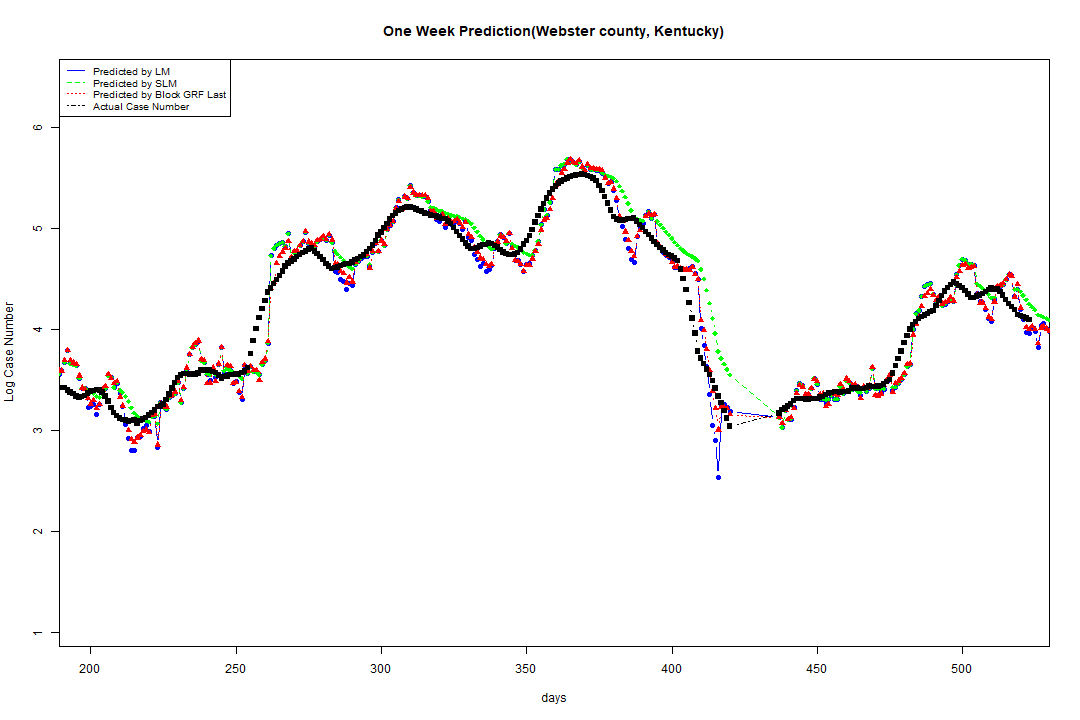 One Week Prediction(Webster county, Kentucky)
Predicted by LM
Predicted by SLM
Predicted by Block GRF Last
Actual Case Number
Log Case Number
6
5
4
3
2
1
200 250 300 350 400 450 500
days